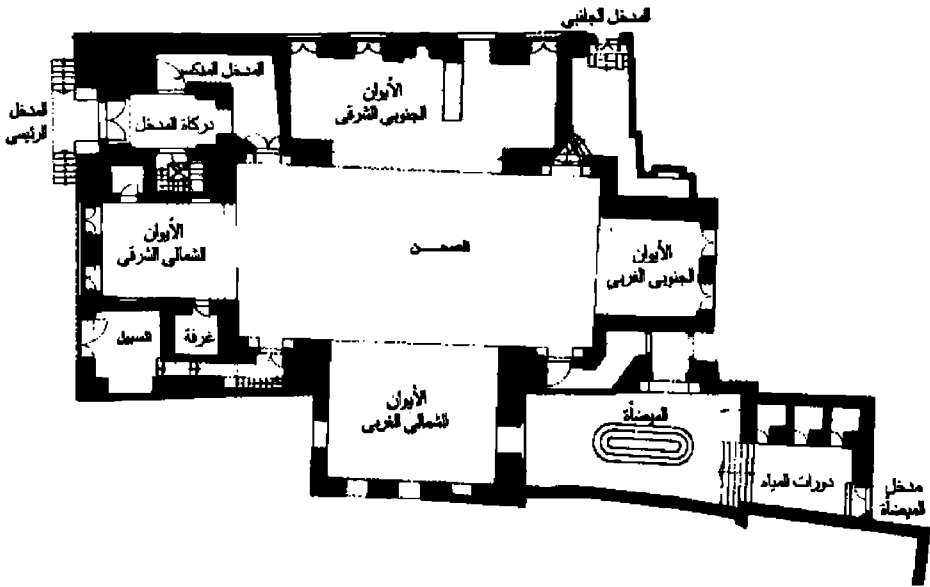 المدخل الجانبي
المدخل المنكسر
الأيوان
الجنوبي الشرقي
المدخل
الرئيسي
دركاة المدخل
الأيوان
الشمالي الشرقي
الصحــن
الأيوان
الجنوبي الغربي
السبيل
غرفة
الأيوان
الشمالي الغربي
الميضأة
دورات المياه
مدخل
الميضأة